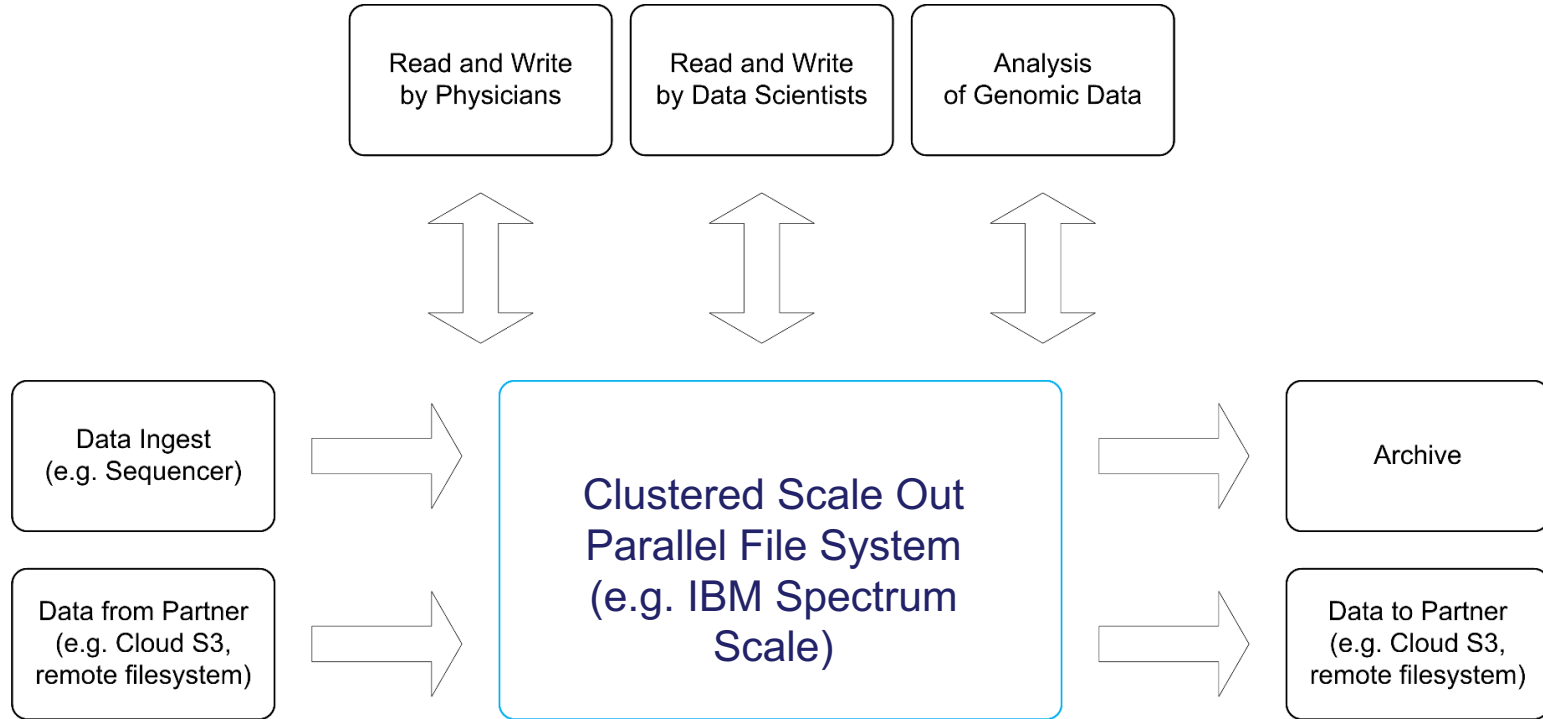 Read and Write
by Physicians
Read and Write
by Data Scientists
Analysis
of Genomic Data
Data Ingest
(e.g. Sequencer)
Data from Partner
(e.g. Cloud S3,
remote filesystem)
Clustered Scale Out
Parallel File System
(e.g. IBM Spectrum
Scale)
Archive
Data to Partner
(e.g. Cloud S3,
remote filesystem)